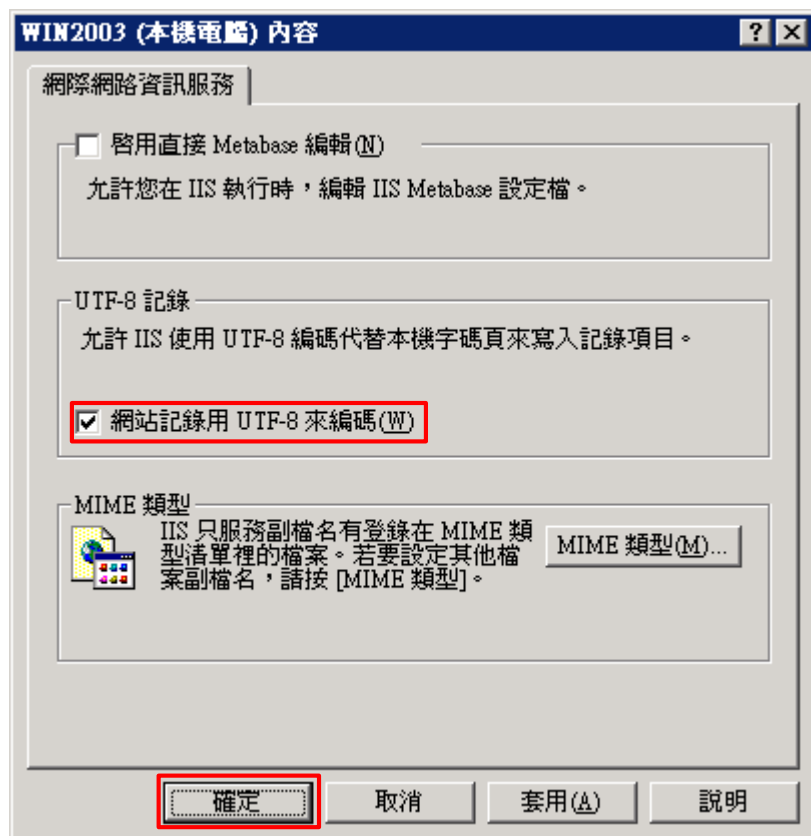 WIN2003 (本機電腦) 內容
網際網路資訊服務
啓用直接 Metabase 編輯(N)
允許您在 IIS 執行時，編輯 IIS Metabase 設定檔。
UTF-8 記錄
允許 IIS 使用 UTF-8 編碼代替本機字碼頁來寫入記錄項目。
網站記錄用 UTF-8 來編碼(W)
MIME 類型
IIS 只服務副檔名有登錄在 MIME 類
型清單裡的檔案。若要設定其他檔
案副檔名，請按 [MIME 類型]。
MIME 類型(M)...
確定
取消
套用(A)
說明